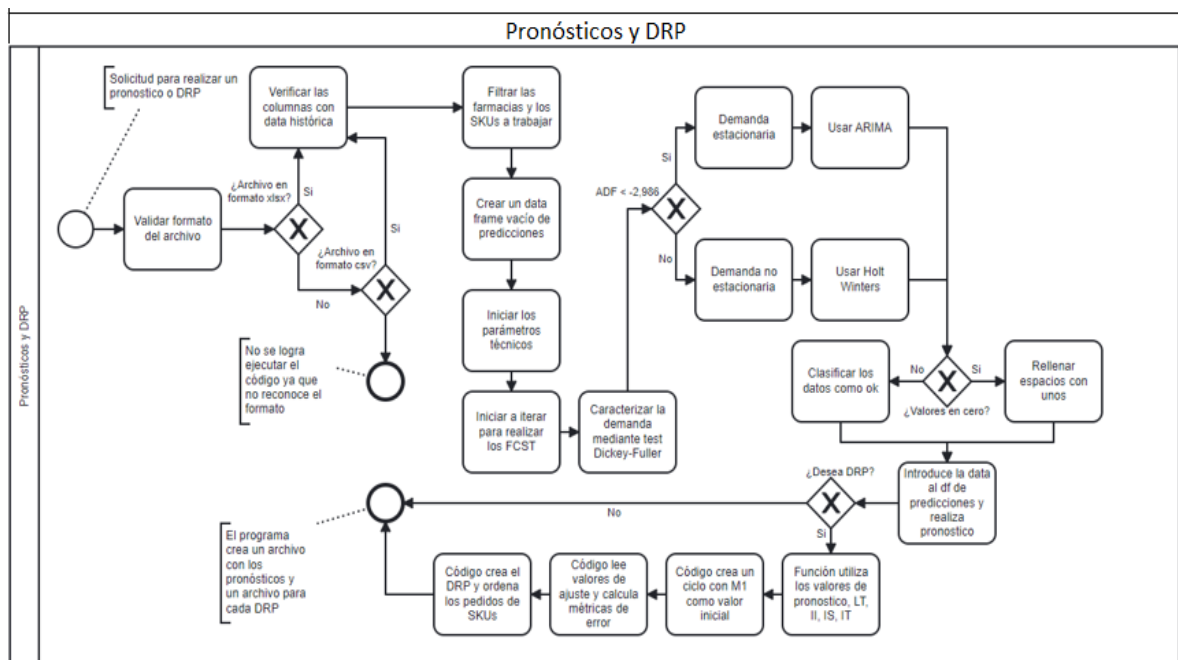 Pronósticos y DRP
Pronósticos y DRP
Solicitud para realizar un
pronostico o DRP
Validar formato
del archivo
¿Archivo en
formato xlsx?
Si
No
Verificar las
columnas con
data histórica
¿Archivo en
formato csv?
Si
No se logra
ejecutar el
código ya que
no reconoce el
formato
Filtrar las
farmacias y los
SKUs a trabajar
Crear un data
frame vacío de
predicciones
Iniciar los
parámetros
técnicos
Iniciar a iterar
para realizar
los FCST
Caracterizar la
demanda
mediante test
Dickey-Fuller
ADF < -2,986
Si
No
Demanda
estacionaria
Usar ARIMA
Demanda no
estacionaria
Usar Holt
Winters
¿Valores en cero?
No
Si
Clasificar los
datos como ok
Rellenar
espacios con
unos
Introduce la data
al df de
predicciones y
realiza
pronostico
¿Desea DRP?
No
Si
Función utiliza
los valores de
pronostico, LT,
II, IS, IT
Código crea un
ciclo con M1
como valor
inicial
Código lee
valores de
ajuste y calcula
métricas de
error
Código crea el
DRP y ordena
los pedidos de
SKUs
El programa
crea un archivo
con los
pronósticos y
un archivo para
cada DRP